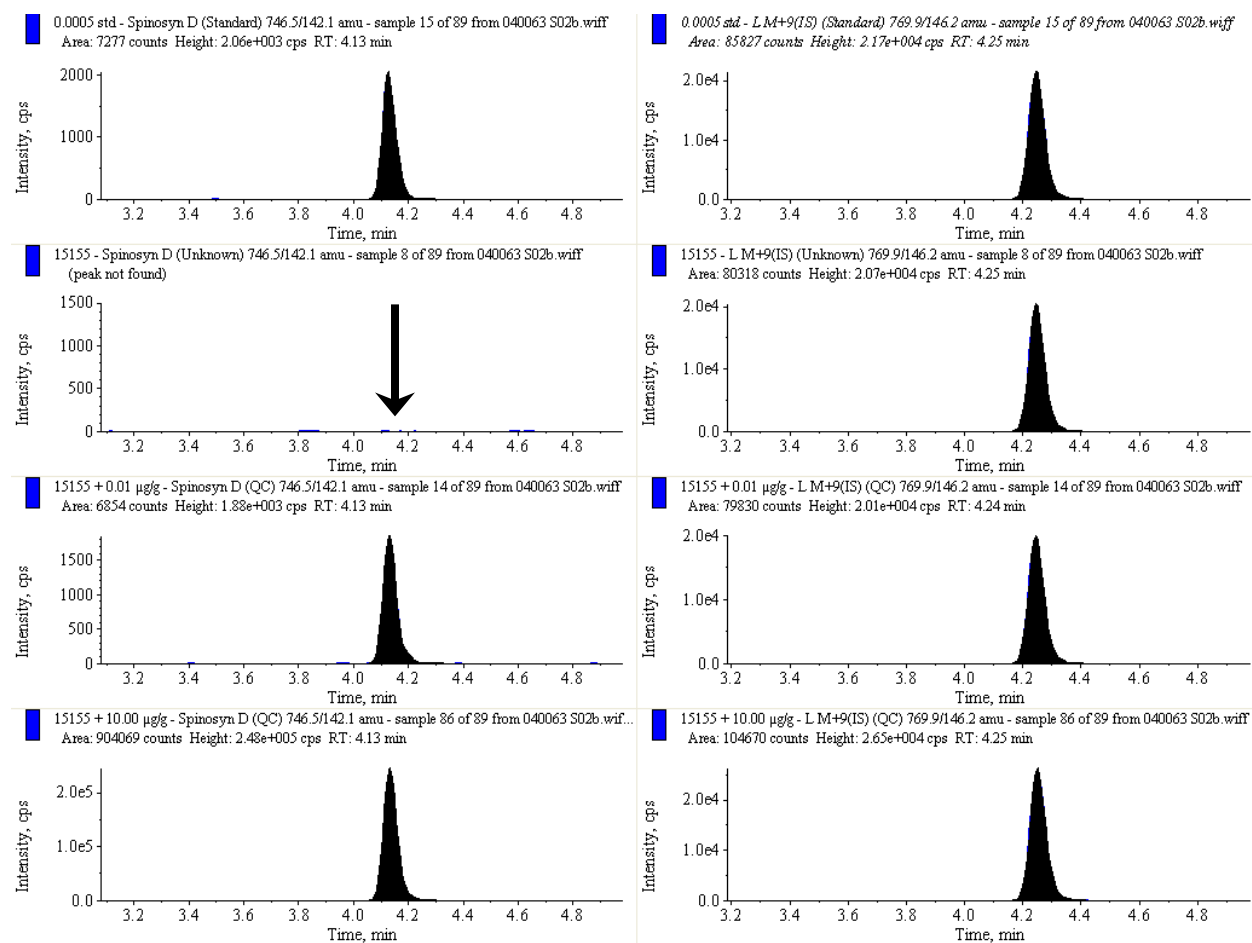 0.0005 std - Spinosyn D (Standard) 746.5/142.1 amu - sample 15 of 89 from 040063 S02b.wiff
Area: 7277 counts Height: 2.06e+003 cps RT: 4.13 min
Intensity, cps
2000
1000
0
3.2 3.4 3.6 3.8 4.0 4.2 4.4 4.6 4.8
Time, min
0.0005 std - L M+9(IS) (Standard) 769.9/146.2 amu - sample 15 of 89 from 040063 S02b.wiff
Area: 85827 counts Height: 2.17e+004 cps RT: 4.25 min
Intensity, cps
2.0e4
1.0e4
0.0
3.2 3.4 3.6 3.8 4.0 4.2 4.4 4.6 4.8
Time, min
15155 - Spinosyn D (Unknown) 746.5/142.1 amu - sample 8 of 89 from 040063 S02b.wiff
(peak not found)
Intensity, cps
1500
1000
500
0
3.2 3.4 3.6 3.8 4.0 4.2 4.4 4.6 4.8
Time, min
15155 - L M+9(IS) (Unknown) 769.9/146.2 amu - sample 8 of 89 from 040063 S02b.wiff
Area: 80318 counts Height: 2.07e+004 cps RT: 4.25 min
Intensity, cps
2.0e4
1.0e4
0.0
3.2 3.4 3.6 3.8 4.0 4.2 4.4 4.6 4.8
Time, min
15155 + 0.01 µg/g - Spinosyn D (QC) 746.5/142.1 amu - sample 14 of 89 from 040063 S02b.wiff
Area: 6854 counts Height: 1.88e+003 cps RT: 4.13 min
Intensity, cps
1500
1000
500
0
3.2 3.4 3.6 3.8 4.0 4.2 4.4 4.6 4.8
Time, min
15155 + 0.01 µg/g - L M+9(IS) (QC) 769.9/146.2 amu - sample 14 of 89 from 040063 S02b.wiff
Area: 79830 counts Height: 2.01e+004 cps RT: 4.24 min
Intensity, cps
2.0e4
1.0e4
0.0
3.2 3.4 3.6 3.8 4.0 4.2 4.4 4.6 4.8
Time, min
15155 + 10.00 µg/g - Spinosyn D (QC) 746.5/142.1 amu - sample 86 of 89 from 040063 S02b.wif...
Area: 904069 counts Height: 2.48e+005 cps RT: 4.13 min
Intensity, cps
2.0e5
1.0e5
0.0
3.2 3.4 3.6 3.8 4.0 4.2 4.4 4.6 4.8
Time, min
15155 + 10.00 µg/g - L M+9(IS) (QC) 769.9/146.2 amu - sample 86 of 89 from 040063 S02b.wiff
Area: 104670 counts Height: 2.65e+004 cps RT: 4.25 min
Intensity, cps
2.0e4
1.0e4
0.0
3.2 3.4 3.6 3.8 4.0 4.2 4.4 4.6 4.8
Time, min